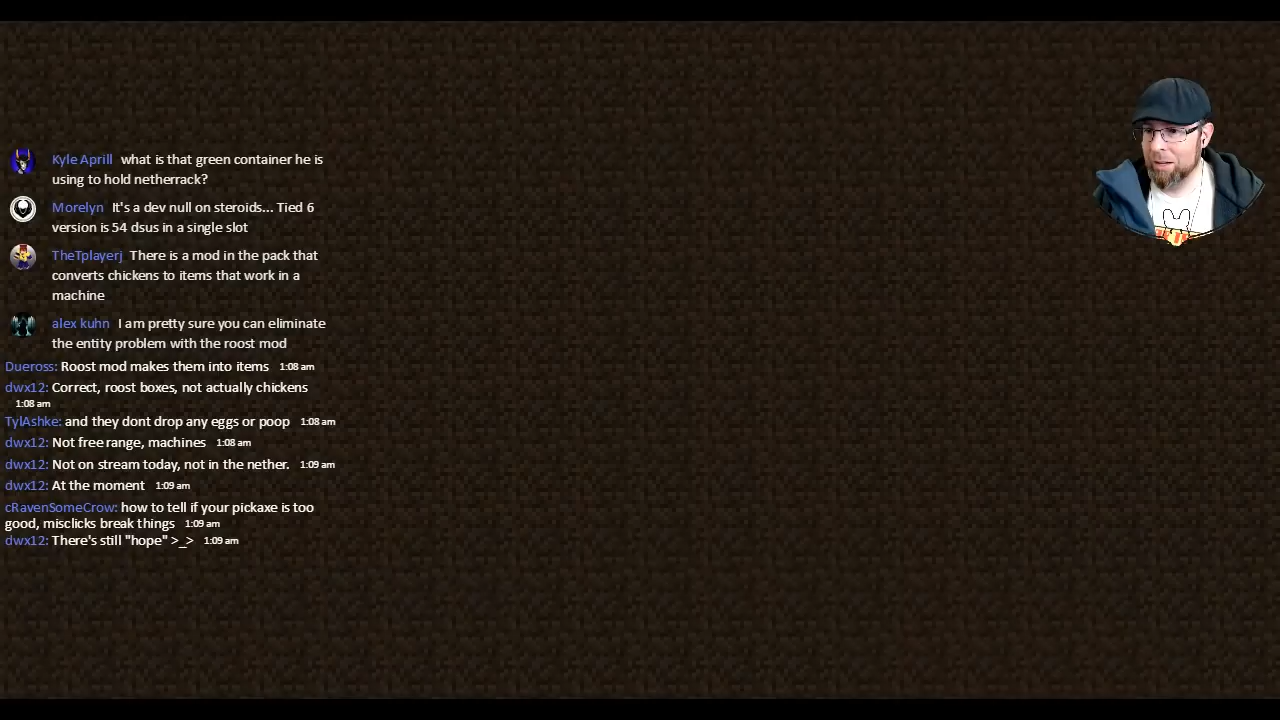 Kyle Aprill what is that green container he is
using to hold netherrack?
Morelyn It's a dev null on steroids... Tied 6
version is 54 dsus in a single slot
TheTplayerj There is a mod in the pack that
converts chickens to items that work in a
machine
alex kuhn I am pretty sure you can eliminate
the entity problem with the roost mod
Dueross: Roost mod makes them into items 1:08 am
dwx12: Correct, roost boxes, not actually chickens
1:08 am
TylAshke: and they dont drop any eggs or poop 1:08 am
dwx12: Not free range, machines 1:08 am
dwx12: Not on stream today, not in the nether. 1:09 am
dwx12: At the moment 1:09 am
cRavenSomeCrow: how to tell if your pickaxe is too
good, misclicks break things 1:09 am
dwx12: There's still "hope" >_> 1:09 am